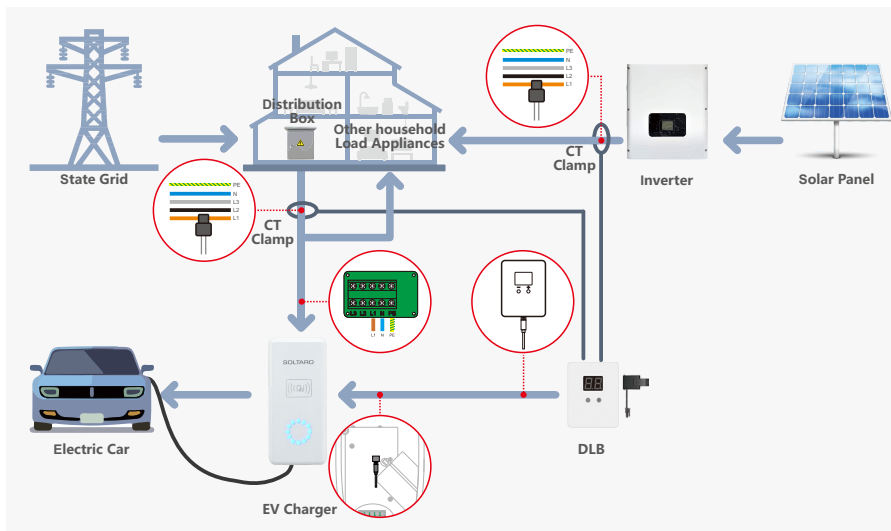 PE
N
L3
L2
L1
Distribution
Box
Other household
Load Appliances
CT
Clamp
State Grid
Inverter
Solar Panel
PE
N
L3
L2
L1
CT
Clamp
L3 L2 L1 N PE
L1 N PE
SOLTARO
88
Electric Car
EV Charger
DLB